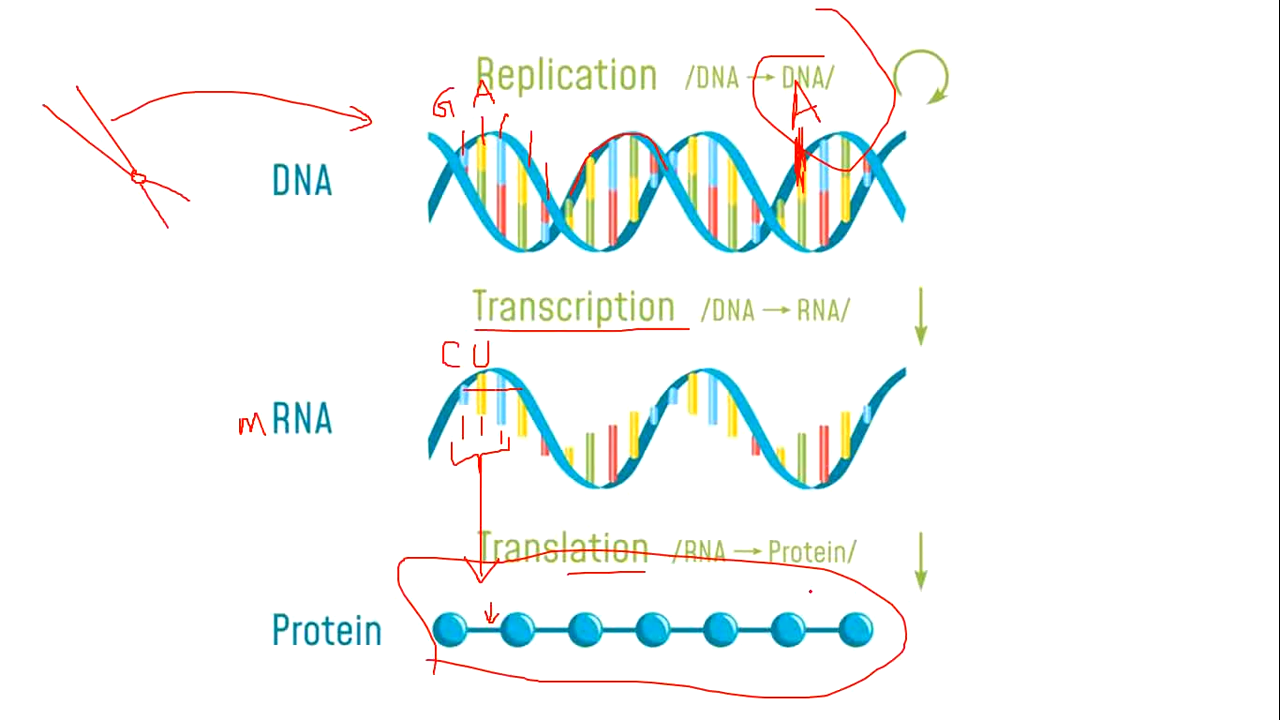 Replication /DNA → DNA/
G A A
DNA
Transcription /DNA → RNA/
C U
mRNA
Translation /RNA → Protein/
Protein